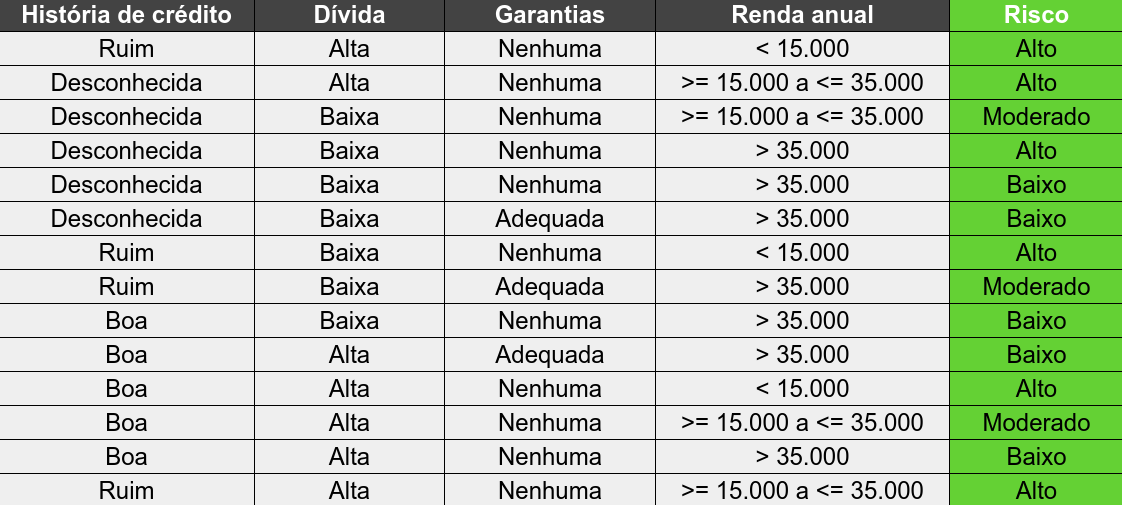 História de crédito Dívida Garantias Renda anual Risco
Ruim Alta Nenhuma < 15.000 Alto
Desconhecida Alta Nenhuma >= 15.000 a <= 35.000 Alto
Desconhecida Baixa Nenhuma >= 15.000 a <= 35.000 Moderado
Desconhecida Baixa Nenhuma > 35.000 Alto
Desconhecida Baixa Nenhuma > 35.000 Baixo
Desconhecida Baixa Adequada > 35.000 Baixo
Ruim Baixa Nenhuma < 15.000 Alto
Ruim Baixa Adequada > 35.000 Moderado
Boa Baixa Nenhuma > 35.000 Baixo
Boa Alta Adequada > 35.000 Baixo
Boa Alta Nenhuma < 15.000 Alto
Boa Alta Nenhuma >= 15.000 a <= 35.000 Moderado
Boa Alta Nenhuma > 35.000 Baixo
Ruim Alta Nenhuma >= 15.000 a <= 35.000 Alto